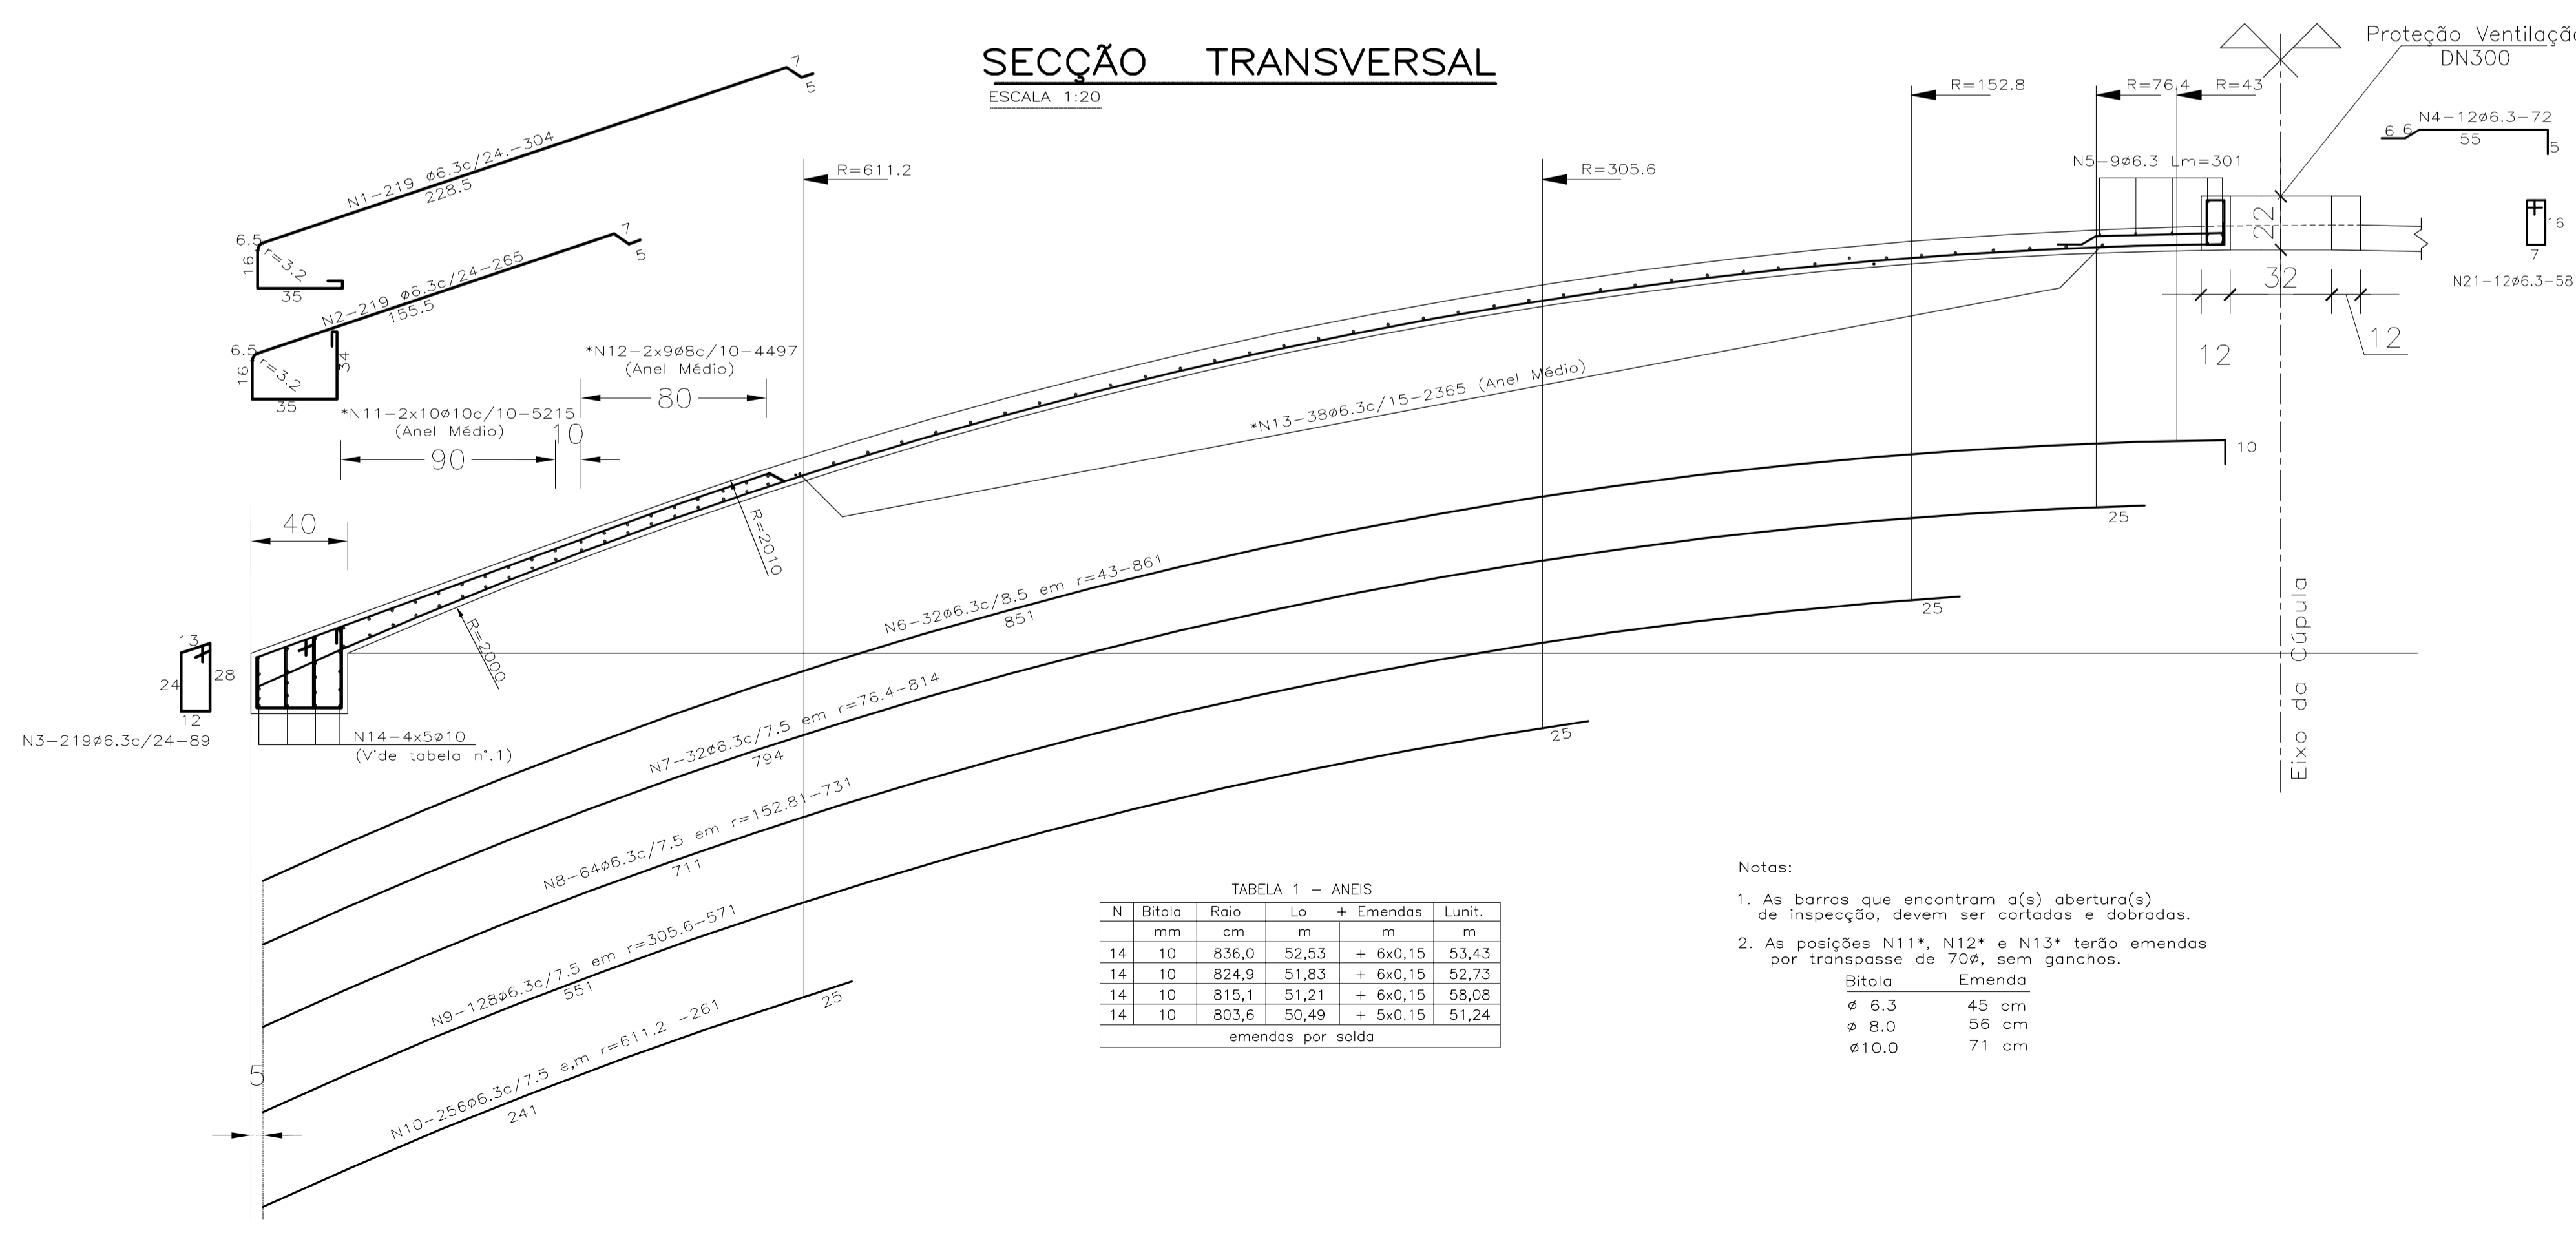 SECÇÃO TRANSVERSAL
ESCALA 1:20
Proteção Ventilação
DN300
R=152.8
R=76.4
R=43
R=611.2
R=305.6
N4-12ø6.3-72
6 6
55
5
N5-9ø6.3 Lm=301
16
7
N21-12ø6.3-58
22
32
12
12
7
5
N1-219 ø6.3c/24.-304
228.5
6.5
r=3.2
16
35
7
5
N2-219 ø6.3c/24-265
155.5
6.5
r=3.2
16
34
35
*N12-2x9ø8c/10-4497
(Anel Médio)
80
*N11-2x10ø10c/10-5215
(Anel Médio)
10
90
*N13-38ø6.3c/15-2365 (Anel Médio)
40
R=2010
R=2000
13
24
28
12
N3-219ø6.3c/24-89
N14-4x5ø10
(Vide tabela n°.1)
N6-32ø6.3c/8.5 em r=43-861
851
10
N7-32ø6.3c/7.5 em r=76.4-814
794
25
N8-64ø6.3c/7.5 em r=152.81-731
711
25
N9-128ø6.3c/7.5 em r=305.6-571
551
25
N10-256ø6.3c/7.5 e,m r=611.2 -261
241
25
5
Eixo da Cúpula
TABELA 1 - ANEIS
N Bitola Raio Lo + Emendas Lunit.
mm cm m m m
14 10 836,0 52,53 + 6x0,15 53,43
14 10 824,9 51,83 + 6x0,15 52,73
14 10 815,1 51,21 + 6x0,15 58,08
14 10 803,6 50,49 + 5x0.15 51,24
emendas por solda
Notas:
1. As barras que encontram a(s) abertura(s)
de inspecção, devem ser cortadas e dobradas.
2. As posições N11*, N12* e N13* terão emendas
por transpasse de 70ø, sem ganchos.
Bitola Emenda
ø 6.3 45 cm
ø 8.0 56 cm
ø10.0 71 cm